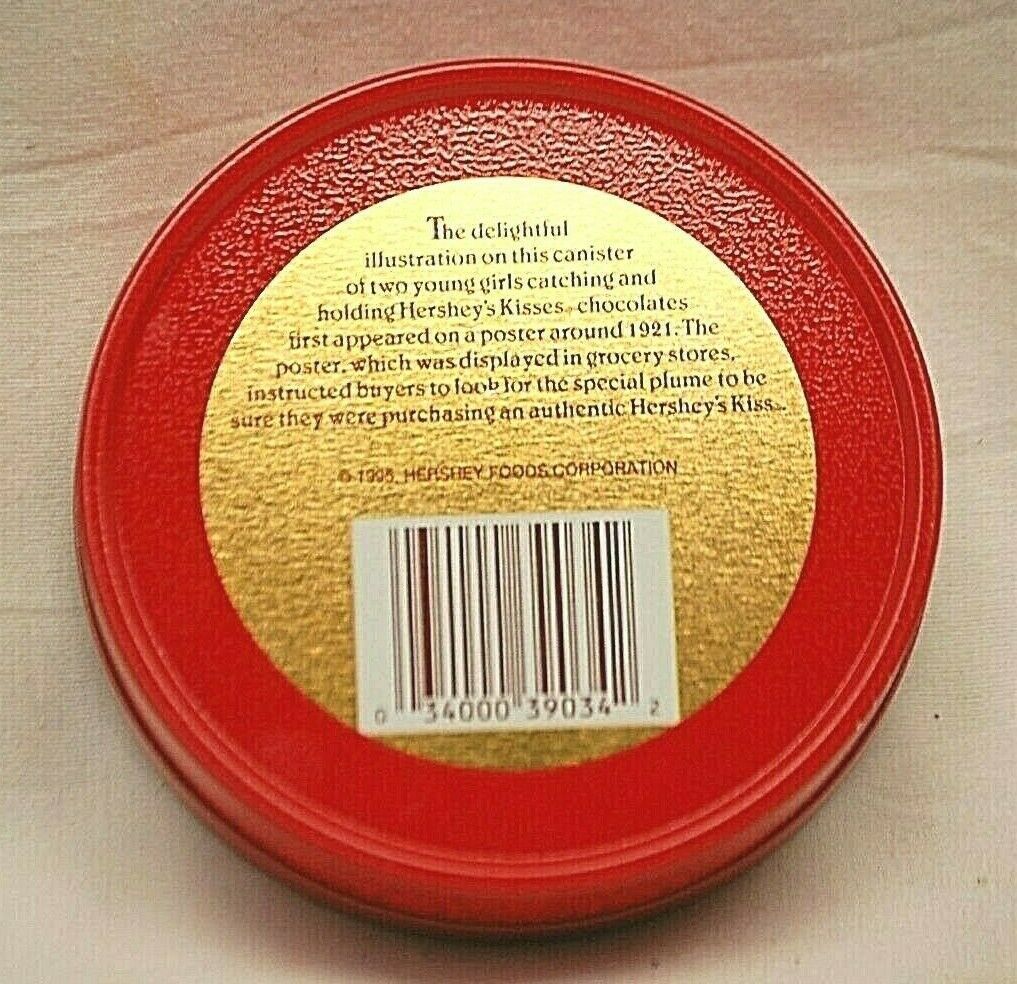 The delightful
illustration on this canister
of two young girls catching and
holding Hershey's Kisses® chocolates
first appeared on a poster around 1921. The
poster, which was displayed in grocery stores,
instructed buyers to look for the special plume to be
sure they were purchasing an authentic Hershey's Kiss®.
© 1995, HERSHEY FOODS CORPORATION
0 34000 39034 2